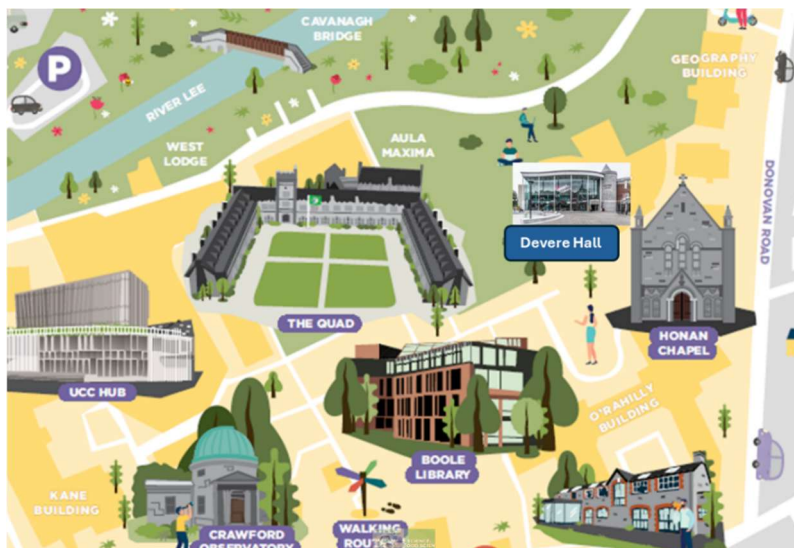 CAVANAGH
BRIDGE
P
RIVER LEE
GEOGRAPHY
BUILDING
WEST
LODGE
AULA
MAXIMA
DONOVAN ROAD
Devere Hall
THE QUAD
HONAN
CHAPEL
UCC HUB
O'RAHILLY
BUILDING
BOOLE
LIBRARY
KANE
BUILDING
CRAWFORD
OBSERVATORY
WALKING